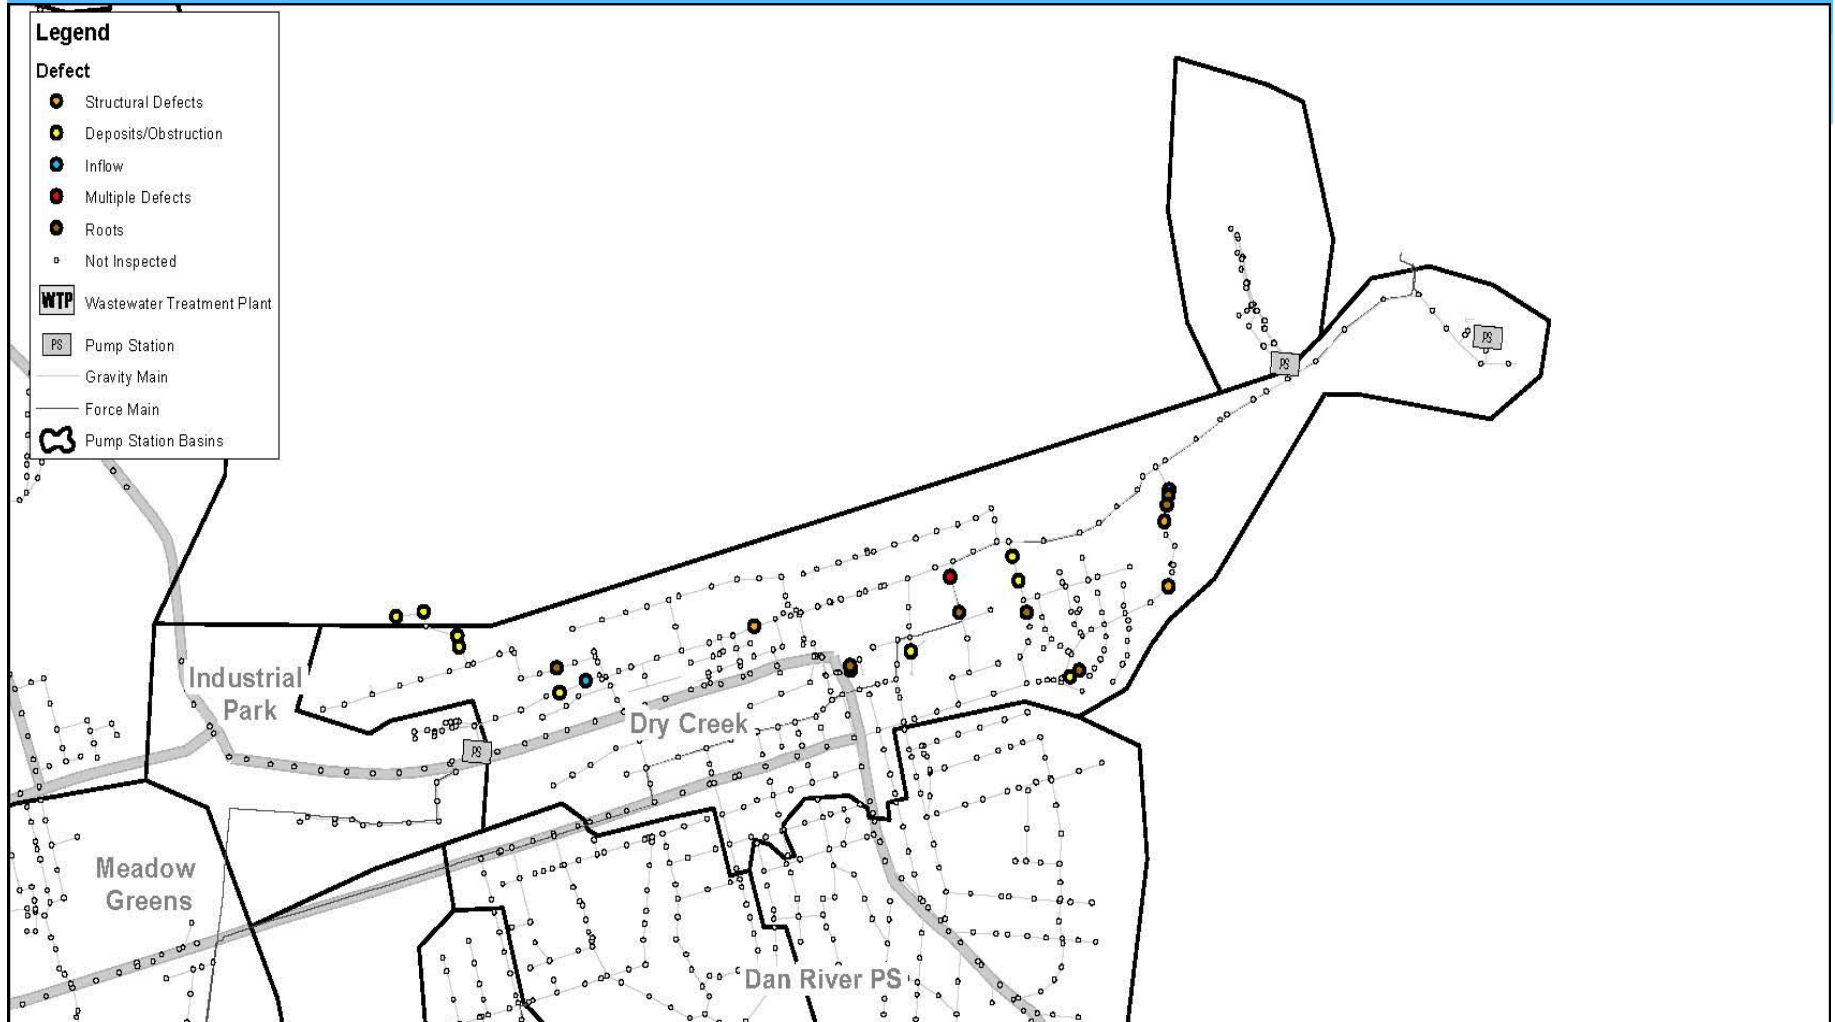 Legend
Defect
Structural Defects
Deposits/Obstruction
Inflow
Multiple Defects
Roots
Not Inspected
WTP Wastewater Treatment Plant
PS Pump Station
Gravity Main
Force Main
Pump Station Basins
PS
PS
Industrial
Park
Dry Creek
PS
Meadow
Greens
Dan River PS